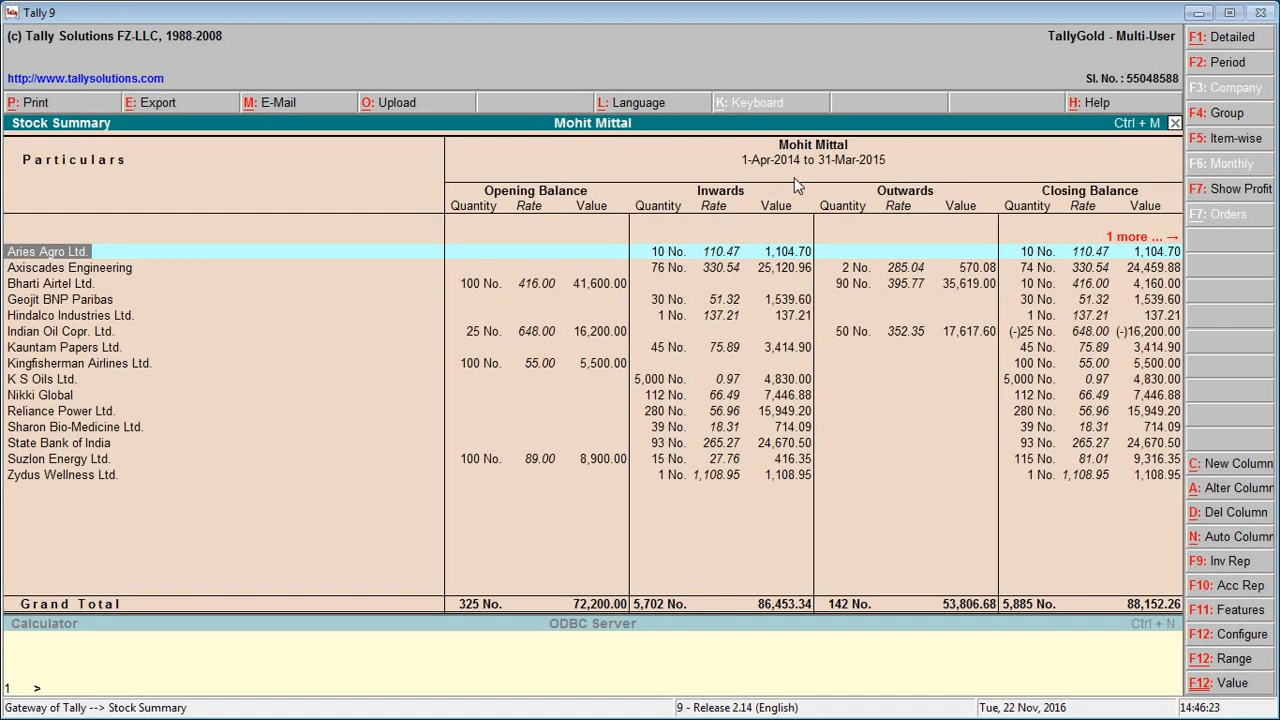 Tally 9
(c) Tally Solutions FZ-LLC, 1988-2008 TallyGold - Multi-User
http://www.tallysolutions.com Sl. No. : 55048588
P: Print E: Export M: E-Mail O: Upload L: Language K: Keyboard H: Help
Stock Summary Mohit Mittal Ctrl + M
Particulars
Mohit Mittal
1-Apr-2014 to 31-Mar-2015
Opening Balance Inwards Outwards Closing Balance
Quantity Rate Value Quantity Rate Value Quantity Rate Value Quantity Rate Value
1 more ... →
Aries Agro Ltd. 10 No. 110.47 1,104.70 10 No. 110.47 1,104.70
Axiscades Engineering 76 No. 330.54 25,120.96 2 No. 285.04 570.08 74 No. 330.54 24,459.88
Bharti Airtel Ltd. 100 No. 416.00 41,600.00 90 No. 395.77 35,619.00 10 No. 416.00 4,160.00
Geojit BNP Paribas 30 No. 51.32 1,539.60 30 No. 51.32 1,539.60
Hindalco Industries Ltd. 1 No. 137.21 137.21 1 No. 137.21 137.21
Indian Oil Copr. Ltd. 25 No. 648.00 16,200.00 50 No. 352.35 17,617.60 (-)25 No. 648.00 (-)16,200.00
Kauntam Papers Ltd. 45 No. 75.89 3,414.90 45 No. 75.89 3,414.90
Kingfisherman Airlines Ltd. 100 No. 55.00 5,500.00 100 No. 55.00 5,500.00
K S Oils Ltd. 5,000 No. 0.97 4,830.00 5,000 No. 0.97 4,830.00
Nikki Global 112 No. 66.49 7,446.88 112 No. 66.49 7,446.88
Reliance Power Ltd. 280 No. 56.96 15,949.20 280 No. 56.96 15,949.20
Sharon Bio-Medicine Ltd. 39 No. 18.31 714.09 39 No. 18.31 714.09
State Bank of India 93 No. 265.27 24,670.50 93 No. 265.27 24,670.50
Suzlon Energy Ltd. 100 No. 89.00 8,900.00 15 No. 27.76 416.35 115 No. 81.01 9,316.35
Zydus Wellness Ltd. 1 No. 1,108.95 1,108.95 1 No. 1,108.95 1,108.95
Grand Total 325 No. 72,200.00 5,702 No. 86,453.34 142 No. 53,806.68 5,885 No. 88,152.26
Calculator ODBC Server Ctrl + N
1 >
Gateway of Tally --> Stock Summary 9 - Release 2.14 (English) Tue, 22 Nov, 2016 14:46:23
F1: Detailed
F2: Period
F3: Company
F4: Group
F5: Item-wise
F6: Monthly
F7: Show Profit
F7: Orders
C: New Column
A: Alter Colum
D: Del Column
N: Auto Colum
F9: Inv Rep
F10: Acc Rep
F11: Features
F12: Configure
F12: Range
F12: Value